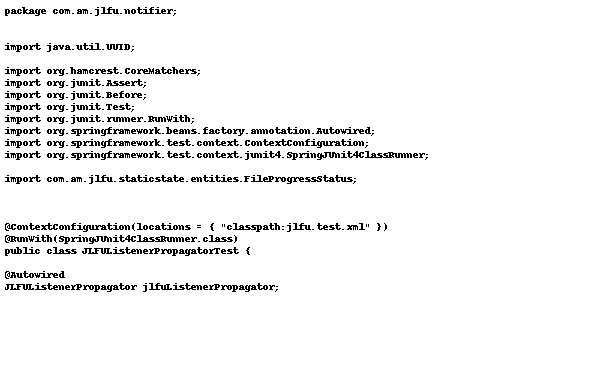 package com.am.jlfu.notifier;
import java.util.UUID;
import org.hamcrest.CoreMatchers;
import org.junit.Assert;
import org.junit.Before;
import org.junit.Test;
import org.junit.runner.RunWith;
import org.springframework.beans.factory.annotation.Autowired;
import org.springframework.test.context.ContextConfiguration;
import org.springframework.test.context.junit4.SpringJUnit4ClassRunner;
import com.am.jlfu.staticstate.entities.FileProgressStatus;
@ContextConfiguration(locations = { "classpath:jlfu.test.xml" })
@RunWith(SpringJUnit4ClassRunner.class)
public class JLFUListenerPropagatorTest {
@Autowired
JLFUListenerPropagator jlfuListenerPropagator;